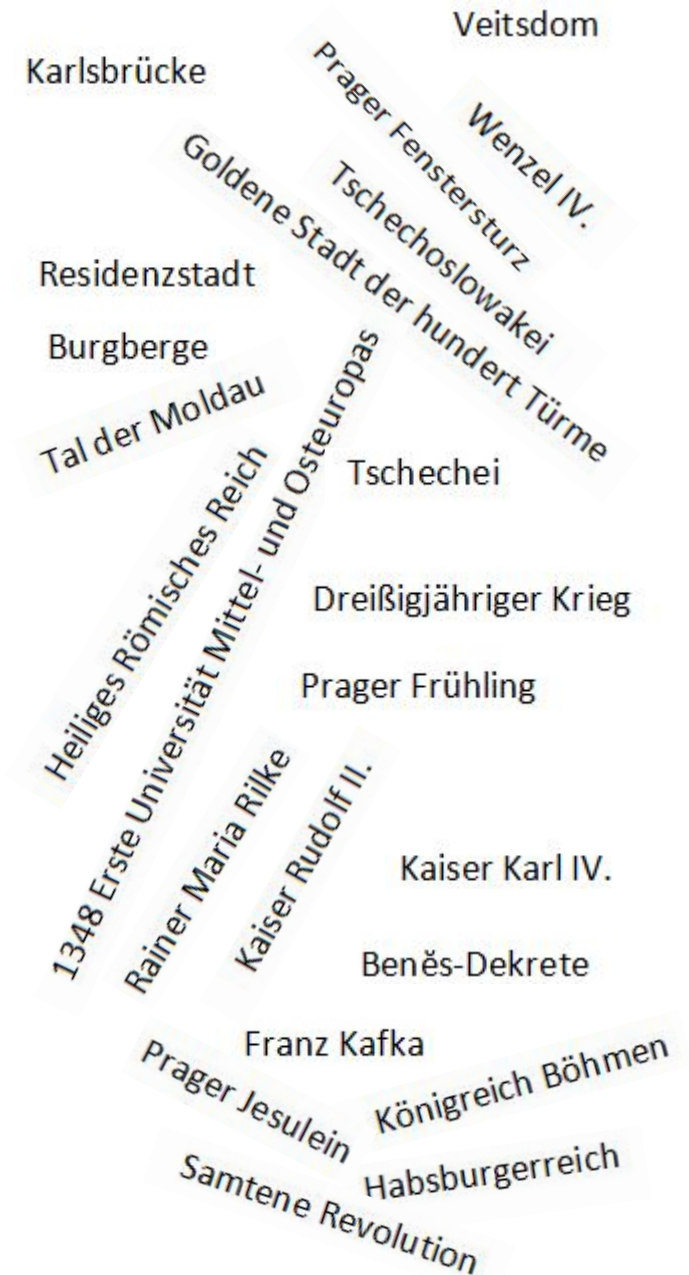 Veitsdom
Karlsbrücke
Prager Fenstersturz
Wenzel IV.
Goldene Stadt der hundert Türme
Tschechoslowakei
Residenzstadt
Burgberge
Tal der Moldau
1348 Erste Universität Mittel- und Osteuropas
Tschechei
Heiliges Römisches Reich
Dreißigjähriger Krieg
Prager Frühling
Rainer Maria Rilke
Kaiser Rudolf II.
Kaiser Karl IV.
Benĕs-Dekrete
Franz Kafka
Prager Jesulein
Königreich Böhmen
Habsburgerreich
Samtene Revolution